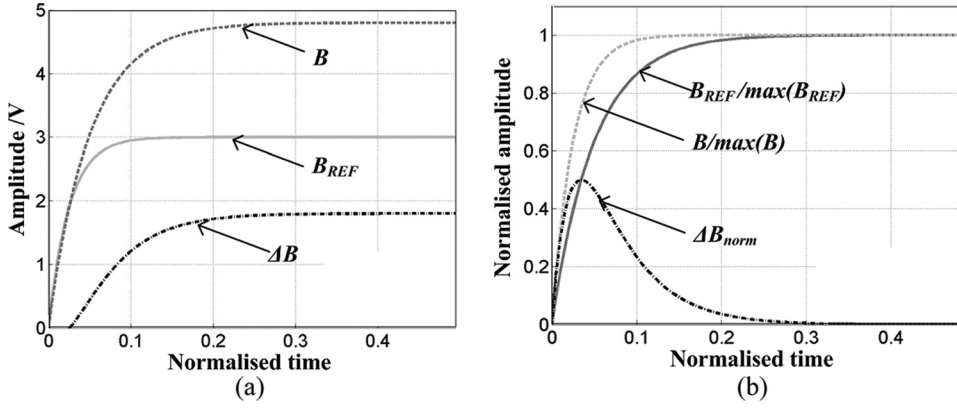 5
4
3
2
1
0
Amplitude /V
B
B_REF
ΔB
0 0.1 0.2 0.3 0.4
Normalised time
(a)
1
0.8
0.6
0.4
0.2
0
Normalised amplitude
B_REF/max(B_REF)
B/max(B)
ΔB_norm
0 0.1 0.2 0.3 0.4
Normalised time
(b)